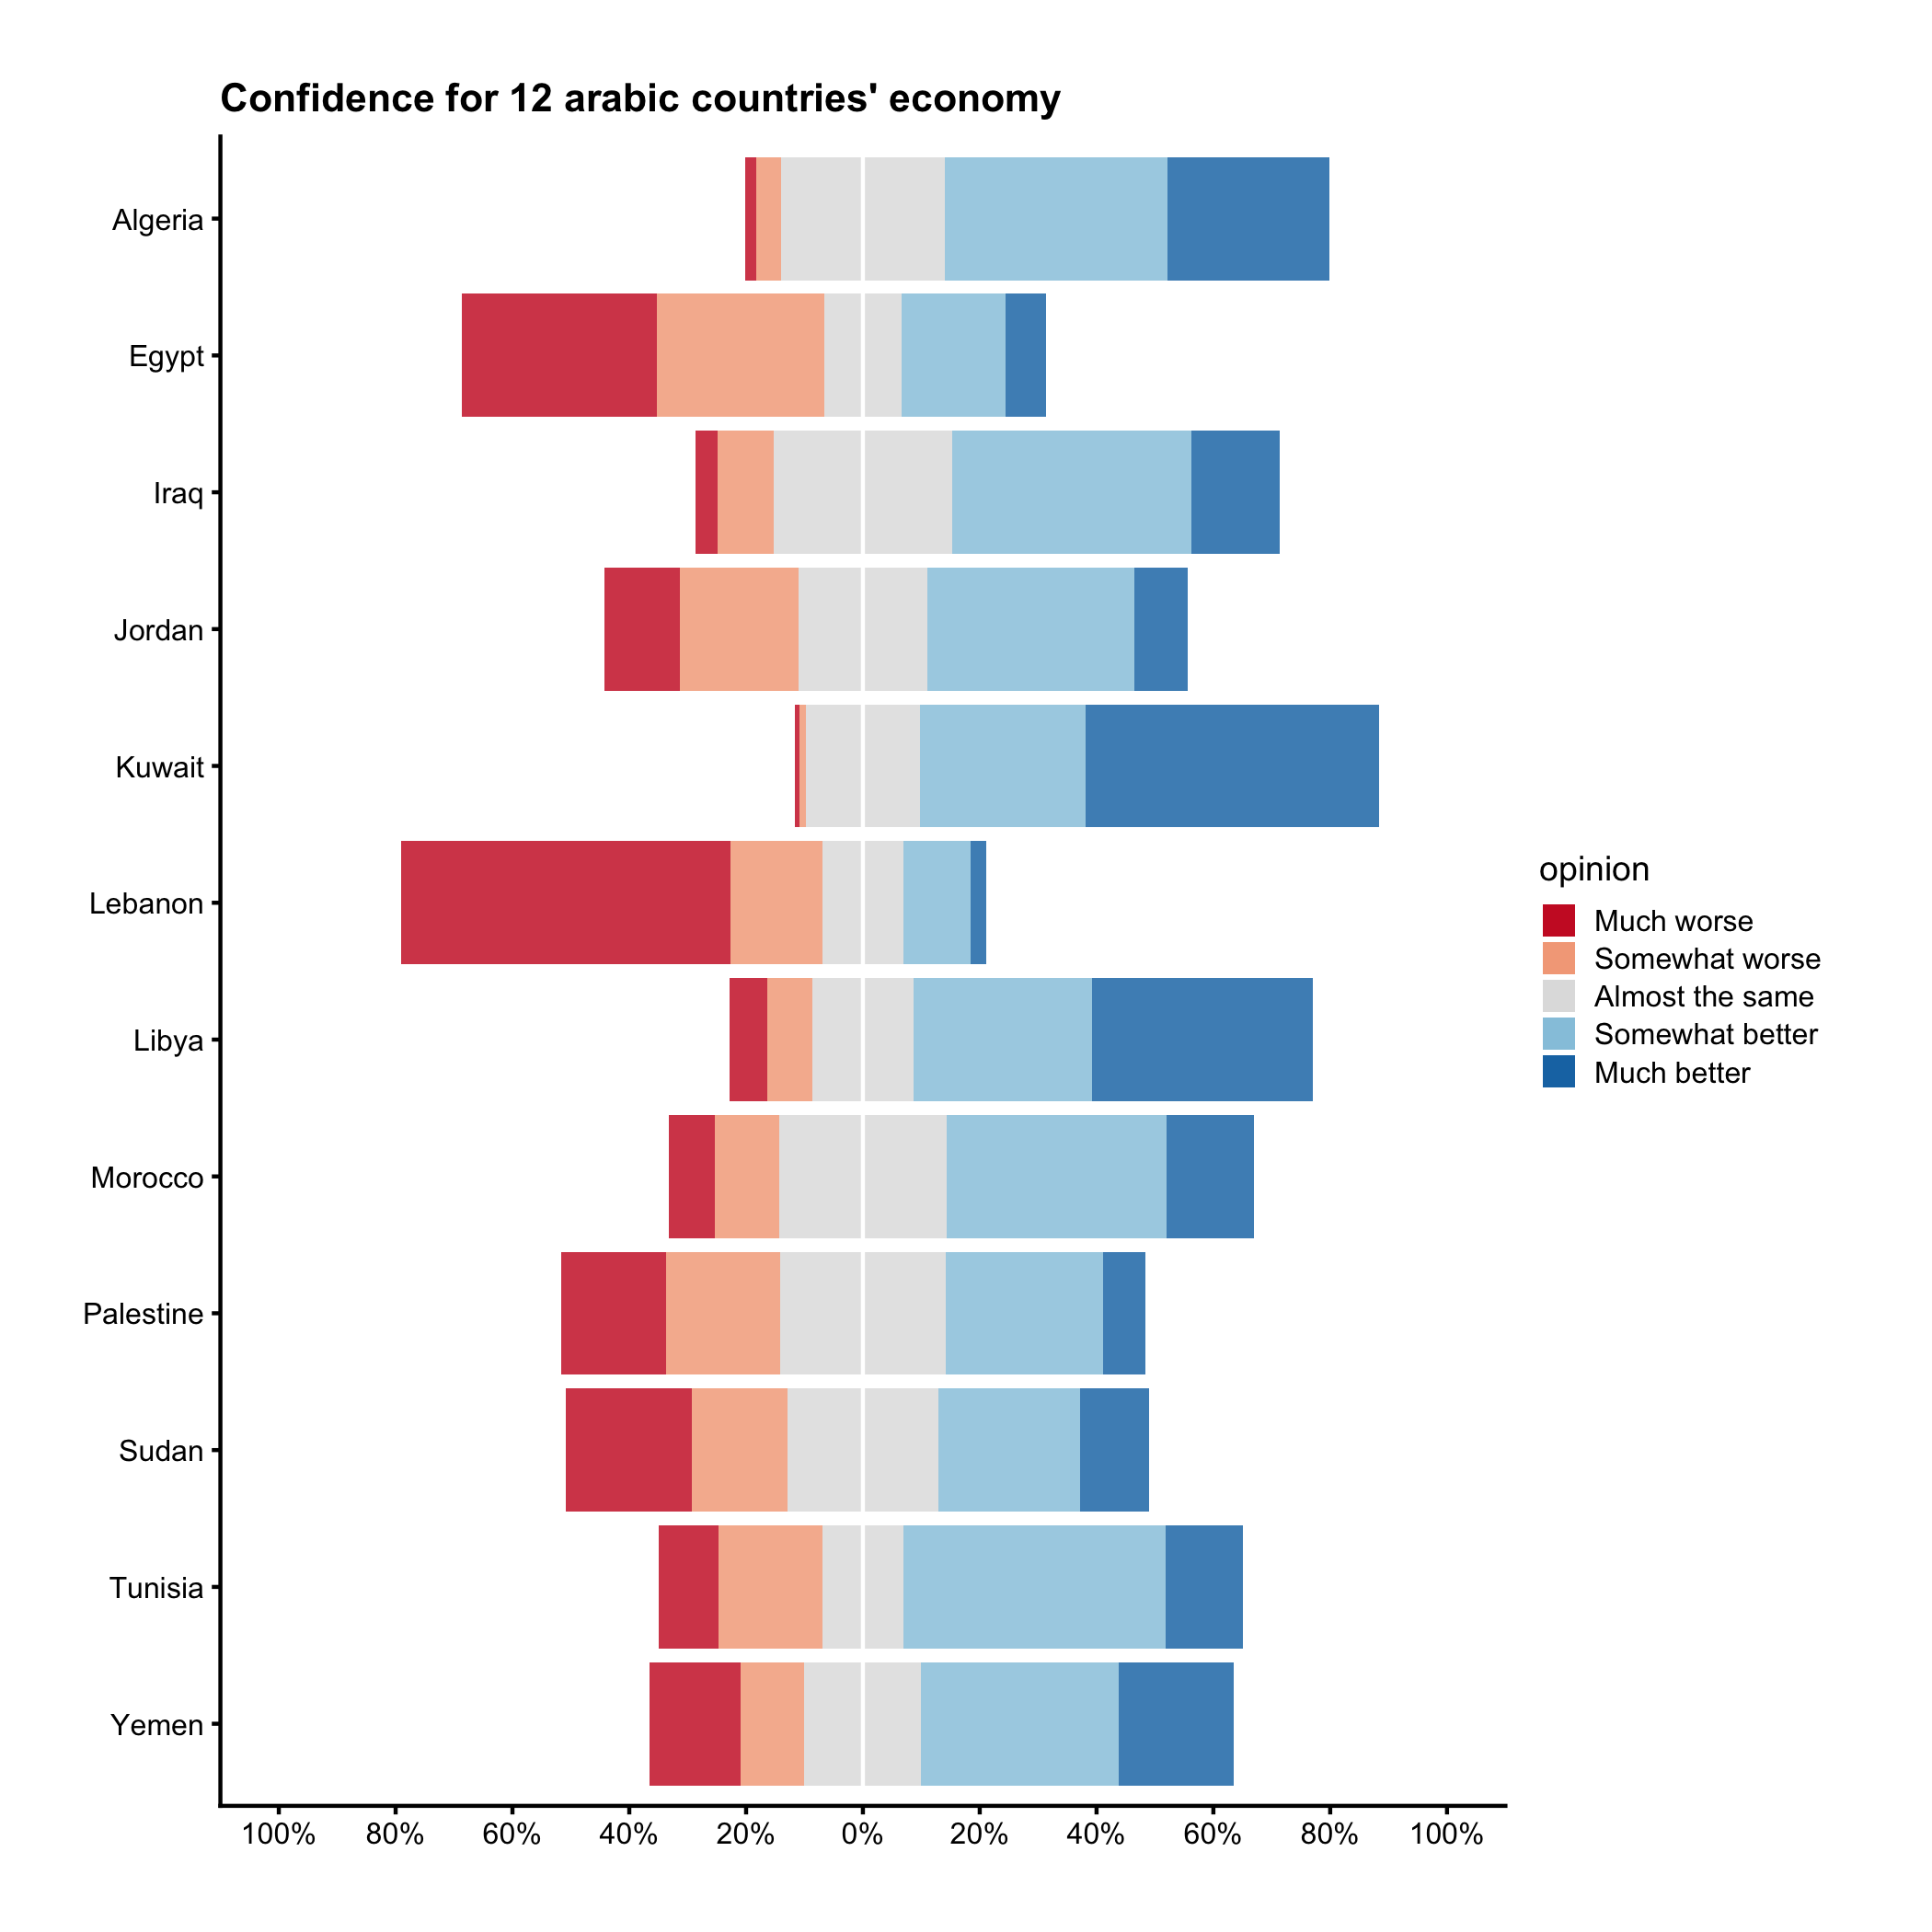 Confidence for 12 arabic countries' economy
Algeria
Egypt
Iraq
Jordan
Kuwait
Lebanon
Libya
Morocco
Palestine
Sudan
Tunisia
Yemen
100% 80% 60% 40% 20% 0% 20% 40% 60% 80% 100%
opinion
Much worse
Somewhat worse
Almost the same
Somewhat better
Much better